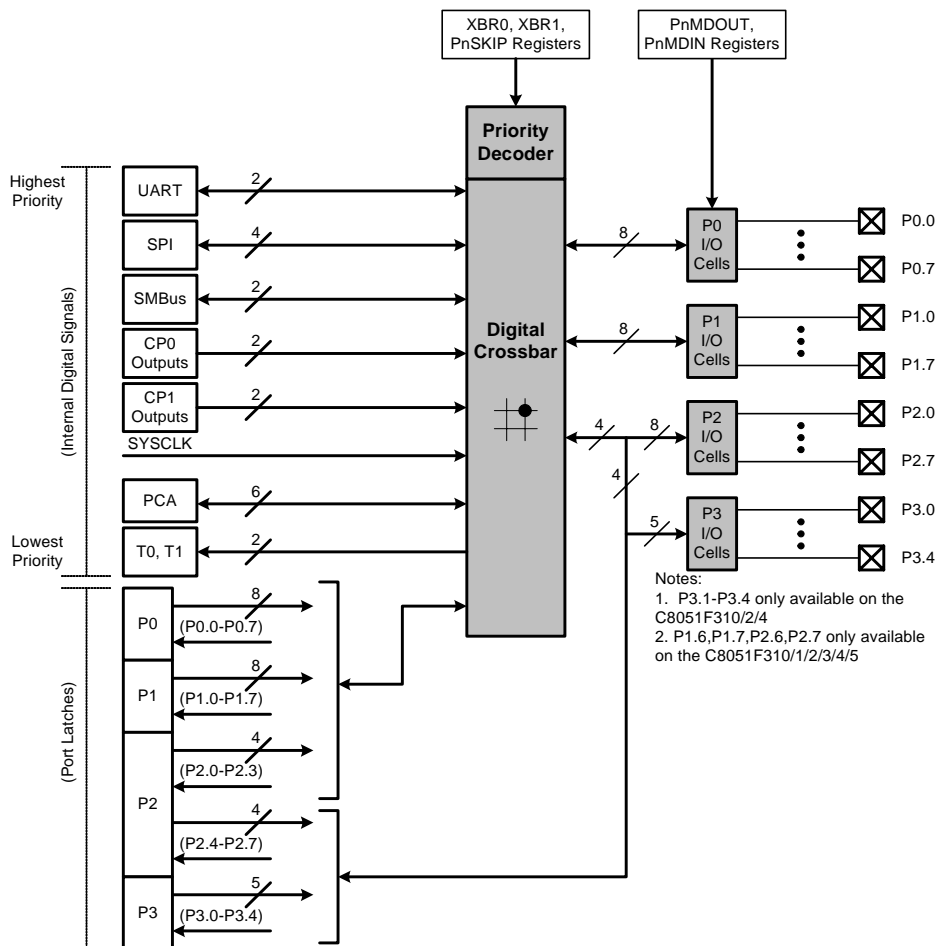 XBR0, XBR1,
PnSKIP Registers
PnMDOUT,
PnMDIN Registers
Priority
Decoder
Highest
Priority
UART
2
SPI
4
SMBus
2
CP0
Outputs
2
CP1
Outputs
2
SYSCLK
PCA
6
T0, T1
2
Lowest
Priority
(Internal Digital Signals)
Digital
Crossbar
8
P0
I/O
Cells
P0.0
P0.7
8
P1
I/O
Cells
P1.0
P1.7
4
8
P2
I/O
Cells
P2.0
P2.7
4
5
P3
I/O
Cells
P3.0
P3.4
Notes:
1. P3.1-P3.4 only available on the
C8051F310/2/4
2. P1.6,P1.7,P2.6,P2.7 only available
on the C8051F310/1/2/3/4/5
(Port Latches)
P0
8
(P0.0-P0.7)
P1
8
(P1.0-P1.7)
P2
4
(P2.0-P2.3)
4
(P2.4-P2.7)
P3
5
(P3.0-P3.4)